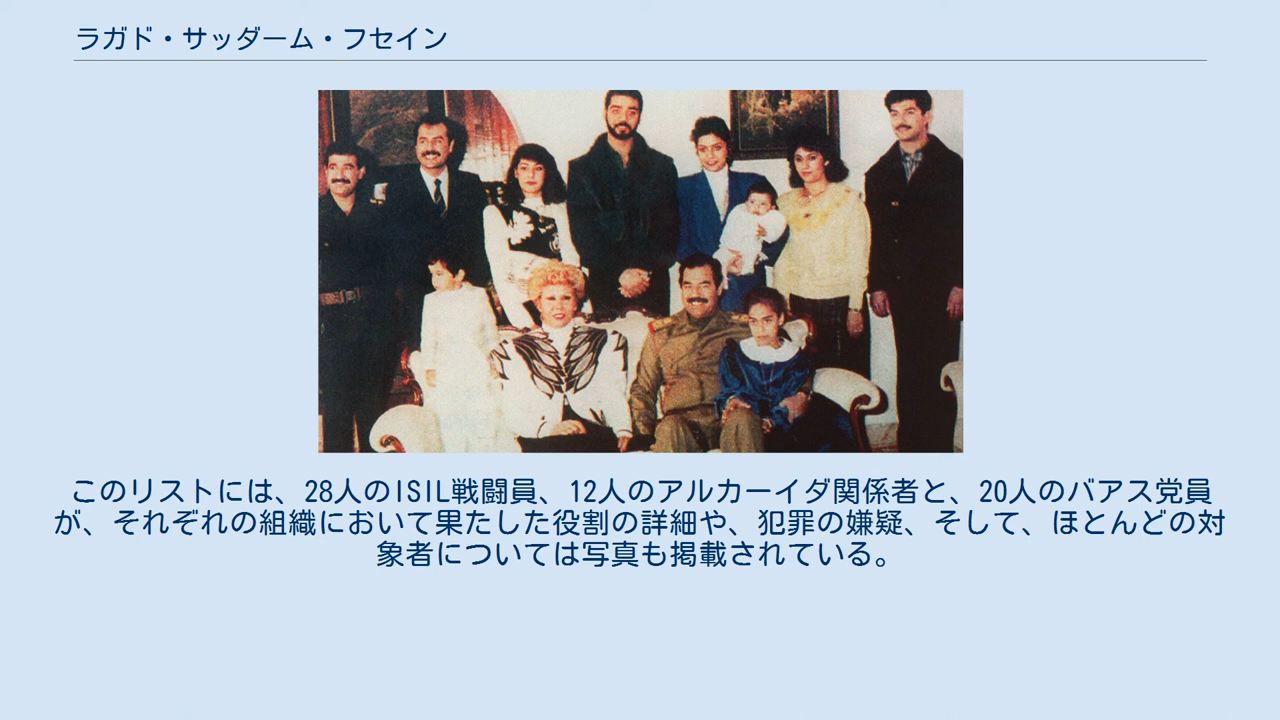 ラガド・サッダーム・フセイン
このリストには、28人のISIL戦闘員、12人のアルカーイダ関係者と、20人のバアス党員
が、それぞれの組織において果たした役割の詳細や、犯罪の嫌疑、そして、ほとんどの対
象者については写真も掲載されている。